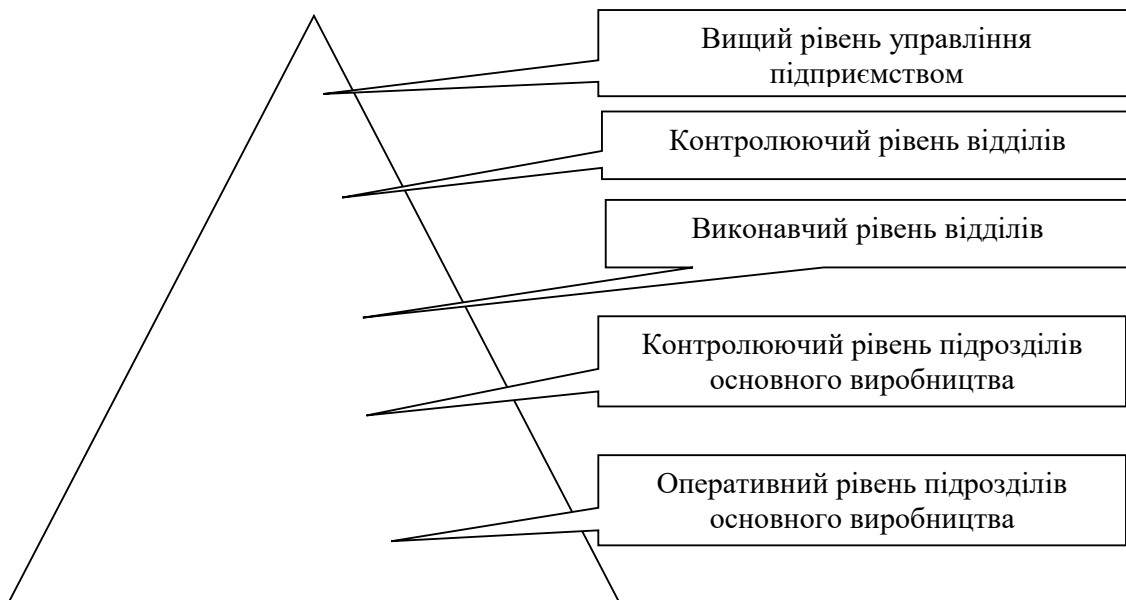 Вищий рівень управління
підприємством
Контролюючий рівень відділів
Виконавчий рівень відділів
Контролюючий рівень підрозділів
основного виробництва
Оперативний рівень підрозділів
основного виробництва